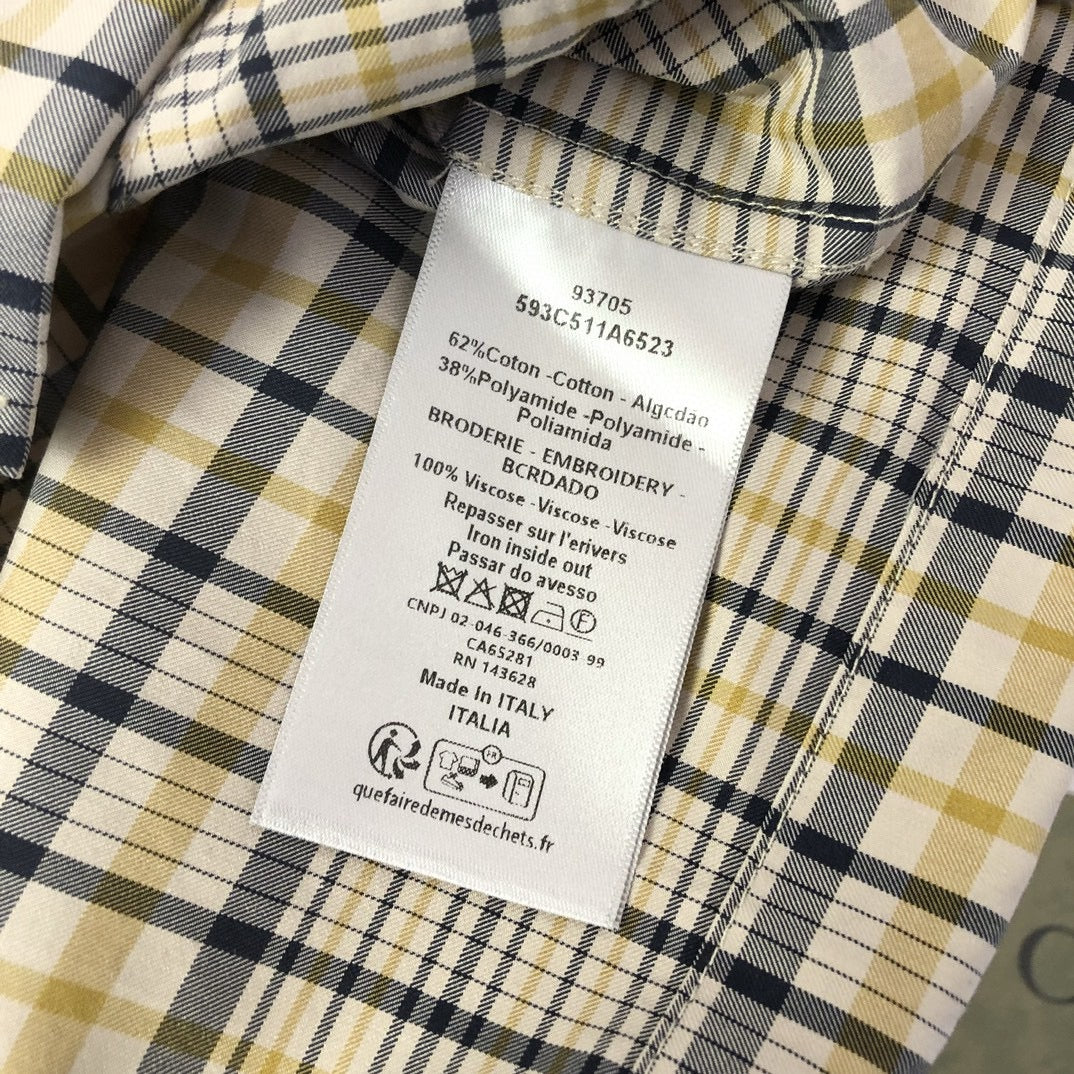 93705
593C511A6523
62%Coton -Cotton - Algcdão
38%Polyamide -Polyamide -
Poliamida
BRODERIE - EMBROIDERY -
BCRDADO
100% Viscose -Viscose -Viscose
Repasser sur l'erivers
Iron inside out
Passar do avesso
F
CNPJ 02-046-366/0003-99
CA65281
RN 143628
Made in ITALY
ITALIA
FR
quefairedemesdechets.fr